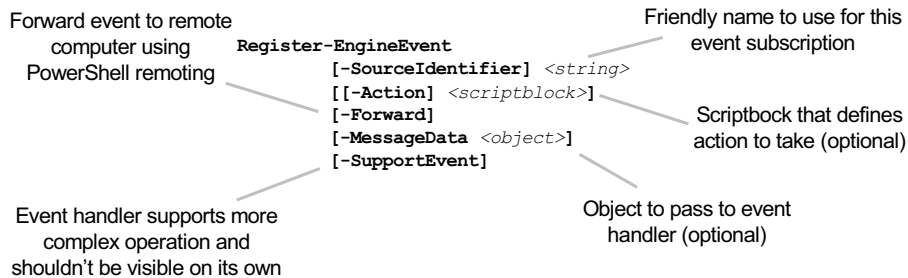 Forward event to remote
computer using
PowerShell remoting
Friendly name to use for this
event subscription
Register-EngineEvent
[-SourceIdentifier] <string>
[[-Action] <scriptblock>]
[-Forward]
[-MessageData <object>]
[-SupportEvent]
Scriptbock that defines
action to take (optional)
Event handler supports more
complex operation and
shouldn't be visible on its own
Object to pass to event
handler (optional)